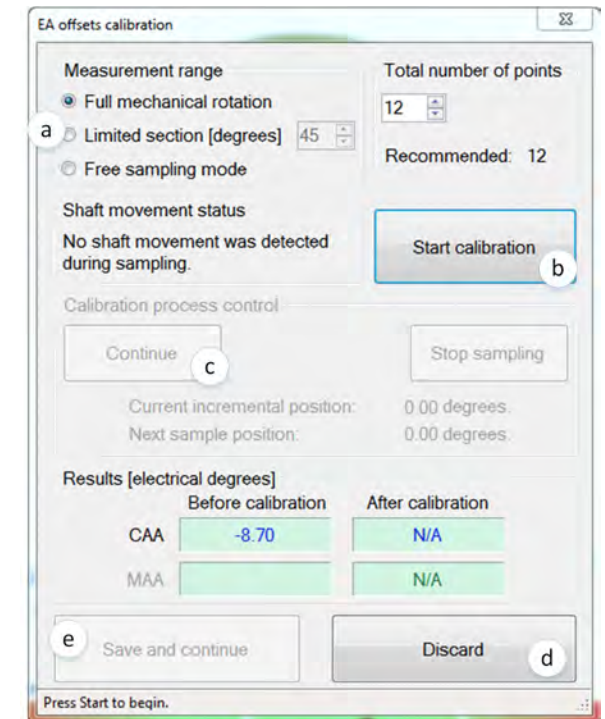 EA offsets calibration
Measurement range
Full mechanical rotation
a
Limited section [degrees] 45
Free sampling mode
Total number of points
12
Recommended: 12
Shaft movement status
No shaft movement was detected
during sampling.
Start calibration
b
Calibration process control
Continue
c
Stop sampling
Current incremental position: 0.00 degrees.
Next sample position: 0.00 degrees.
Results [electrical degrees]
Before calibration After calibration
CAA -8.70 N/A
MAA N/A
e
Save and continue
Discard
d
Press Start to begin.